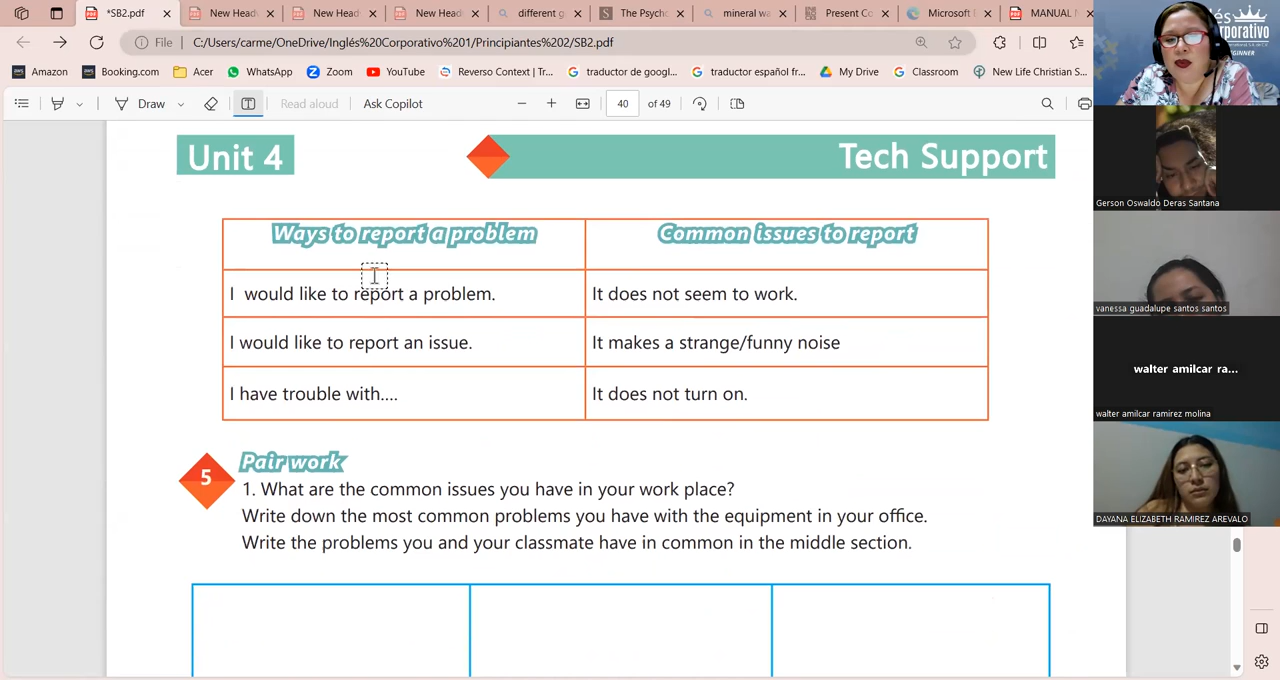 *SB2.pdf
New Head
New Head
New Head
different g
The Psych
mineral wa
Present Co
Microsoft E
MANUAL M
File
C:/Users/carme/OneDrive/Inglés%20Corporativo%201/Principiantes%202/SB2.pdf
Amazon
Booking.com
Acer
WhatsApp
Zoom
YouTube
Reverso Context | Tr...
traductor de googl...
traductor español fr...
My Drive
Classroom
New Life Christian S...
Draw
Read aloud
Ask Copilot
40
of 49
Unit 4
Tech Support
Ways to report a problem
Common issues to report
I would like to report a problem.
It does not seem to work.
I would like to report an issue.
It makes a strange/funny noise
I have trouble with....
It does not turn on.
5
Pair work
1. What are the common issues you have in your work place?
Write down the most common problems you have with the equipment in your office.
Write the problems you and your classmate have in common in the middle section.
Gerson Oswaldo Deras Santana
vanessa guadalupe santos santos
walter amilcar ra...
walter amilcar ramirez molina
DAYANA ELIZABETH RAMIREZ AREVALO